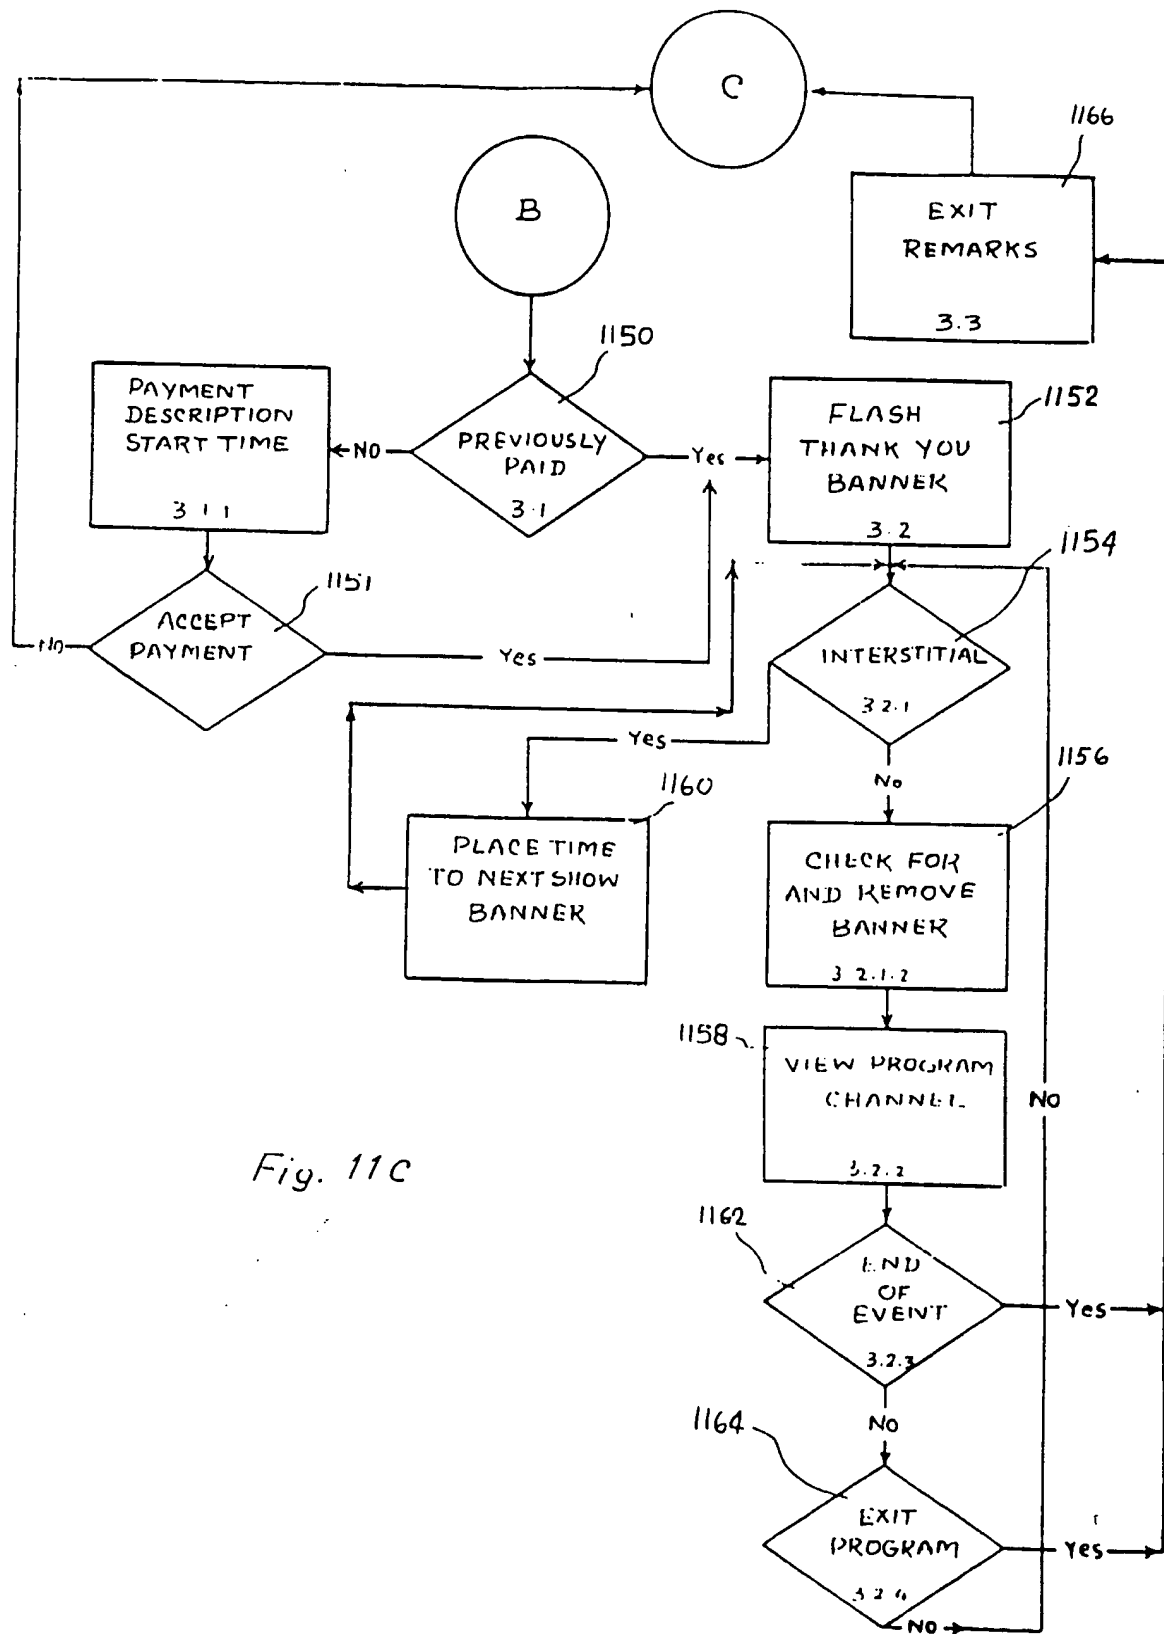 C
1166
EXIT
REMARKS
3.3
B
1150
PAYMENT
DESCRIPTION
START TIME
3 1 1
NO
PREVIOUSLY
PAID
3.1
Yes
1152
FLASH
THANK YOU
BANNER
3.2
1154
1151
ACCEPT
PAYMENT
No
Yes
INTERSTITIAL
3 2 . 1
Yes
No
1156
1160
PLACE TIME
TO NEXT SHOW
BANNER
CHECK FOR
AND REMOVE
BANNER
3 2.1.2
1158
VIEW PROGRAM
CHANNEL
3.2.2
NO
Fig. 11C
1162
END
OF
EVENT
3.2.3
Yes
NO
1164
EXIT
PROGRAM
3 2 4
Yes
NO